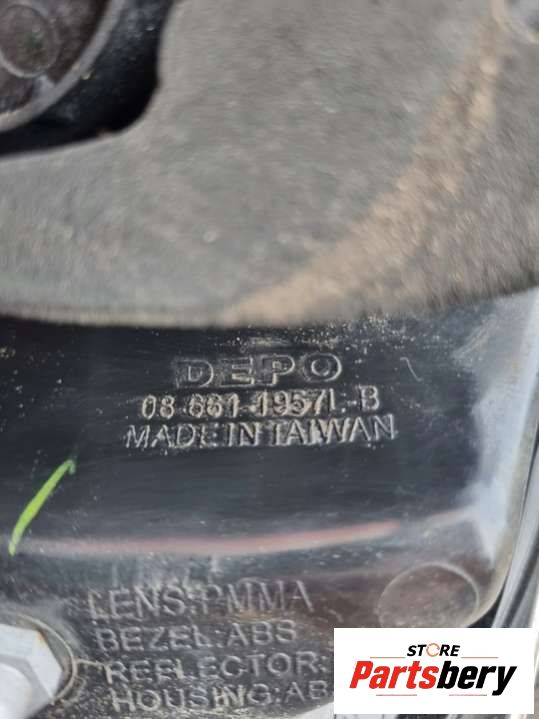 DEPO
08 661-1957L-B
MADE IN TAIWAN
LENS:PMMA
BEZEL:ABS
REFLECTOR:
HOUSING:AB
STORE
Partsbery